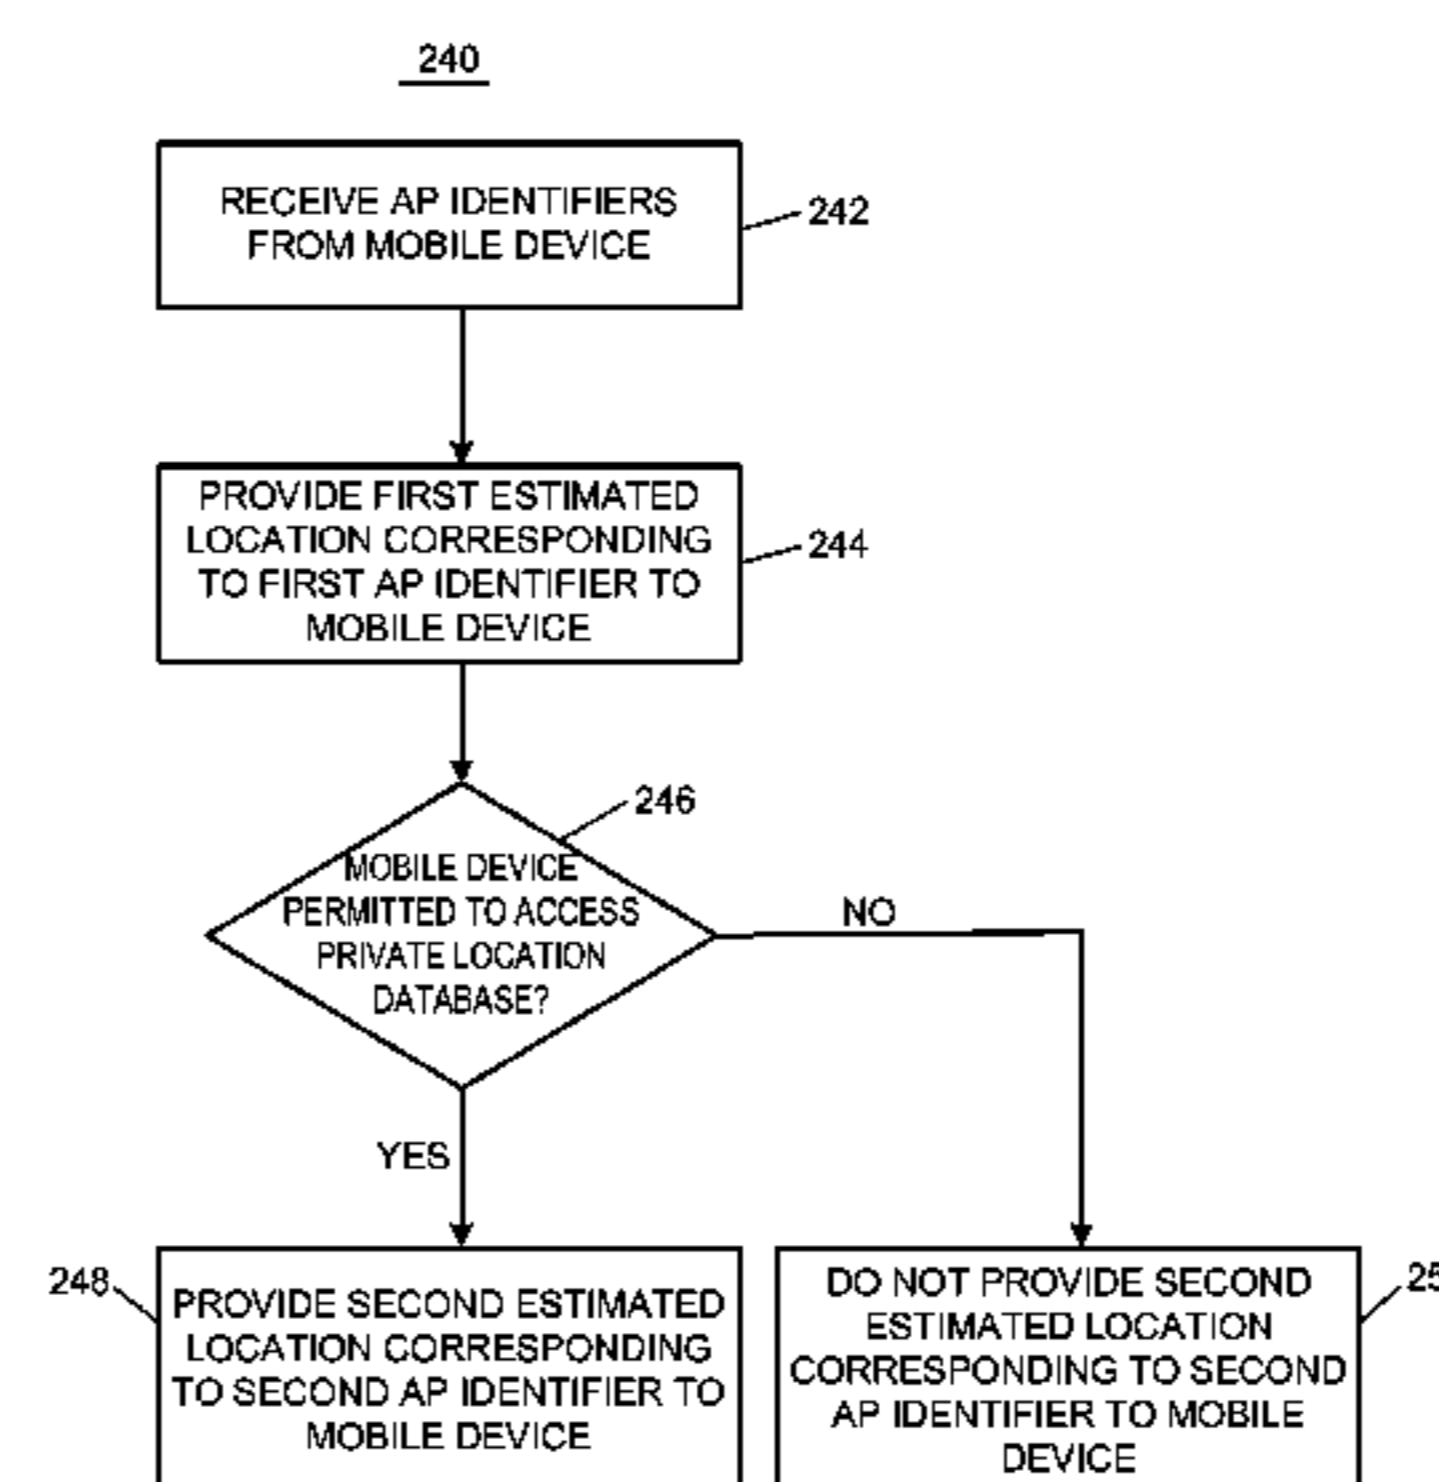 240
RECEIVE AP IDENTIFIERS
FROM MOBILE DEVICE
242
PROVIDE FIRST ESTIMATED
LOCATION CORRESPONDING
TO FIRST AP IDENTIFIER TO
MOBILE DEVICE
244
246
MOBILE DEVICE
PERMITTED TO ACCESS
PRIVATE LOCATION
DATABASE?
NO
YES
248
PROVIDE SECOND ESTIMATED
LOCATION CORRESPONDING
TO SECOND AP IDENTIFIER TO
MOBILE DEVICE
DO NOT PROVIDE SECOND
ESTIMATED LOCATION
CORRESPONDING TO SECOND
AP IDENTIFIER TO MOBILE
DEVICE